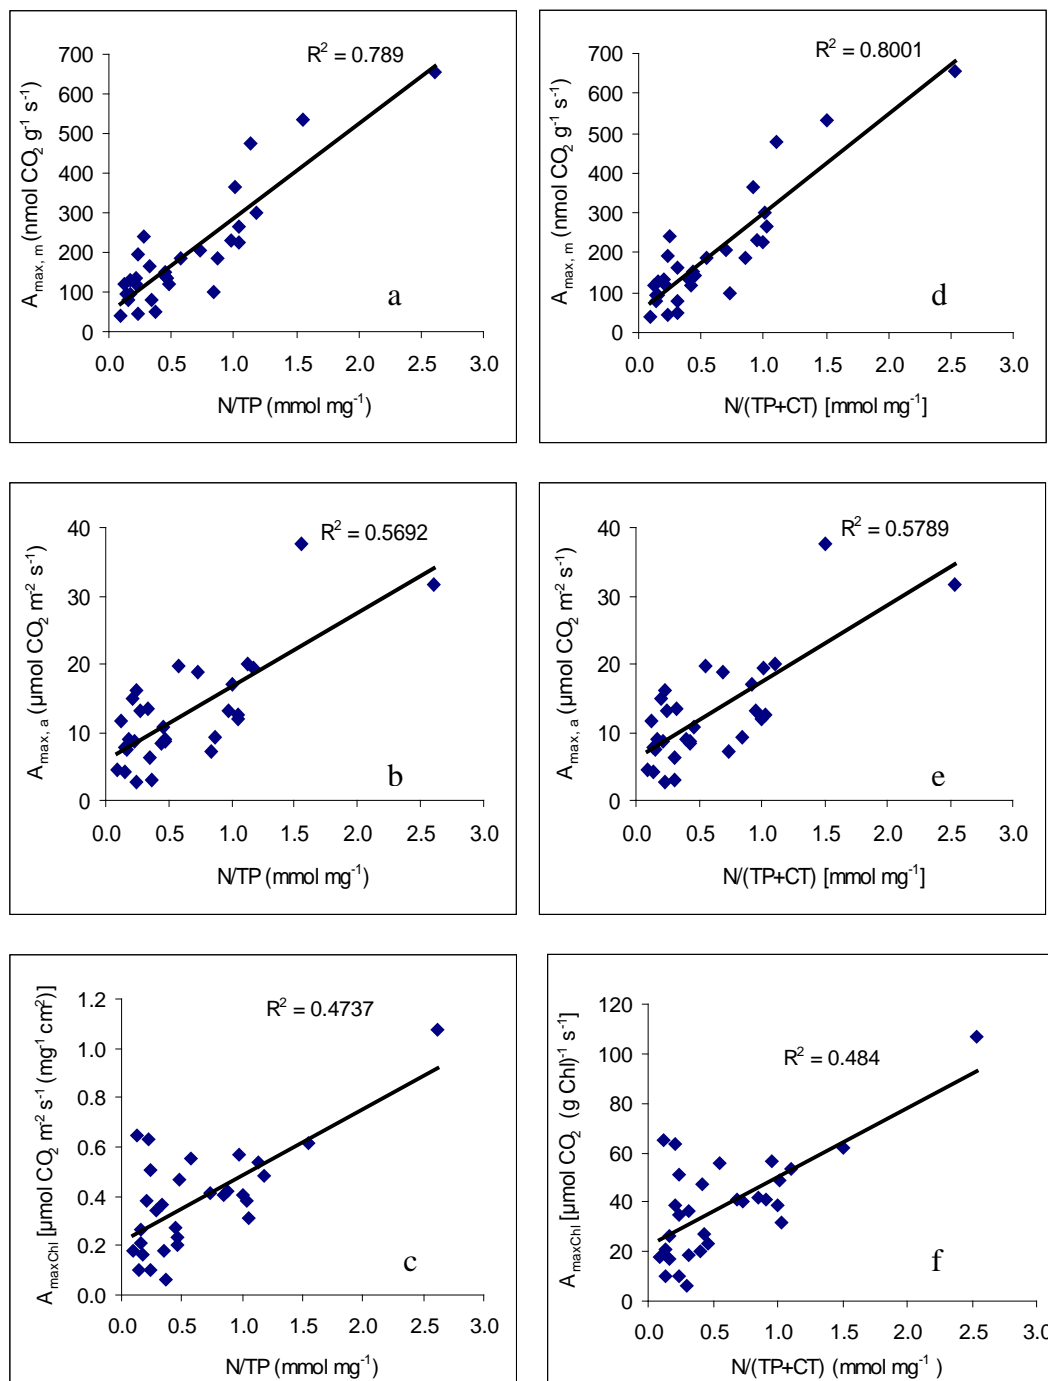 R² = 0.789
A max, m (nmol CO₂ g⁻¹ s⁻¹)
700
600
500
400
300
200
100
0
a
0.0 0.5 1.0 1.5 2.0 2.5 3.0
N/TP (mmol mg⁻¹)
R² = 0.8001
A max, m (nmol CO₂ g⁻¹ s⁻¹)
700
600
500
400
300
200
100
0
d
0.0 0.5 1.0 1.5 2.0 2.5 3.0
N/(TP+CT) [mmol mg⁻¹]
R² = 0.5692
A max, a (µmol CO₂ m⁻² s⁻¹)
40
30
20
10
0
b
0.0 0.5 1.0 1.5 2.0 2.5 3.0
N/TP (mmol mg⁻¹)
R² = 0.5789
A max, a (µmol CO₂ m⁻² s⁻¹)
40
30
20
10
0
e
0.0 0.5 1.0 1.5 2.0 2.5 3.0
N/(TP+CT) [mmol mg⁻¹]
R² = 0.4737
A maxChl [µmol CO₂ m⁻² s⁻¹ (mg⁻¹ cm²)]
1.2
1.0
0.8
0.6
0.4
0.2
0.0
c
0.0 0.5 1.0 1.5 2.0 2.5 3.0
N/TP (mmol mg⁻¹)
R² = 0.484
A maxChl [µmol CO₂ (g Chl)⁻¹ s⁻¹]
120
100
80
60
40
20
0
f
0.0 0.5 1.0 1.5 2.0 2.5 3.0
N/(TP+CT) (mmol mg⁻¹ )